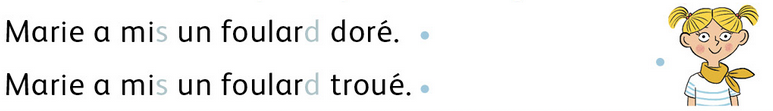 Marie a mis un foulard doré.
Marie a mis un foulard troué.